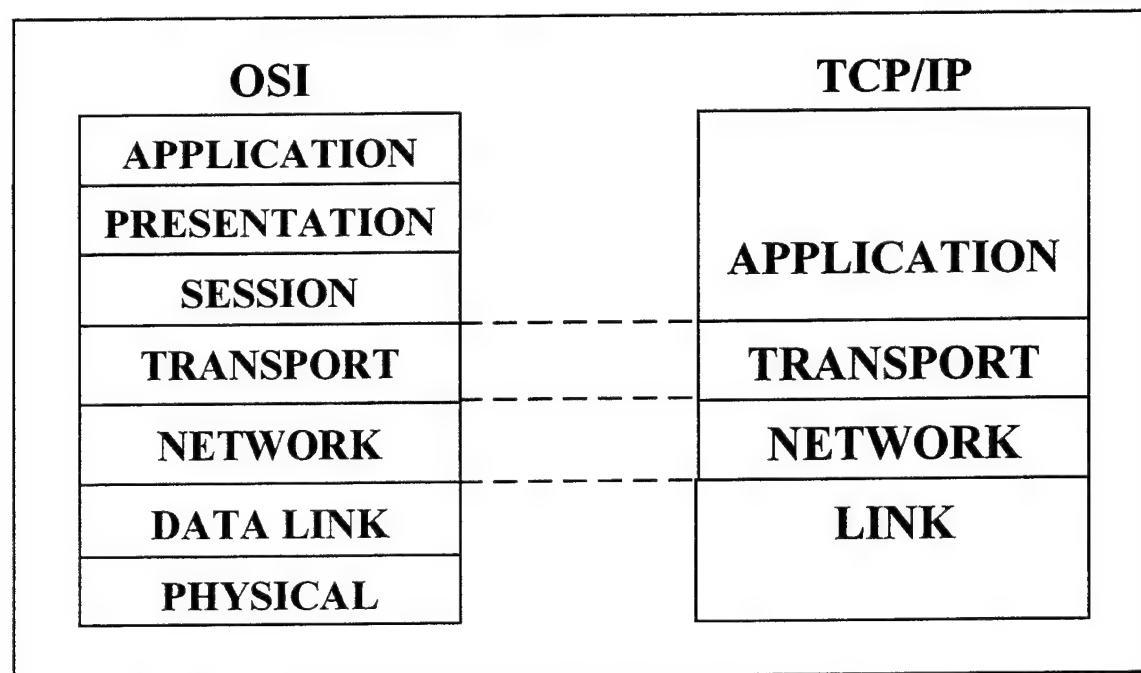 OSI
APPLICATION
PRESENTATION
SESSION
TRANSPORT
NETWORK
DATA LINK
PHYSICAL
TCP/IP
APPLICATION
TRANSPORT
NETWORK
LINK